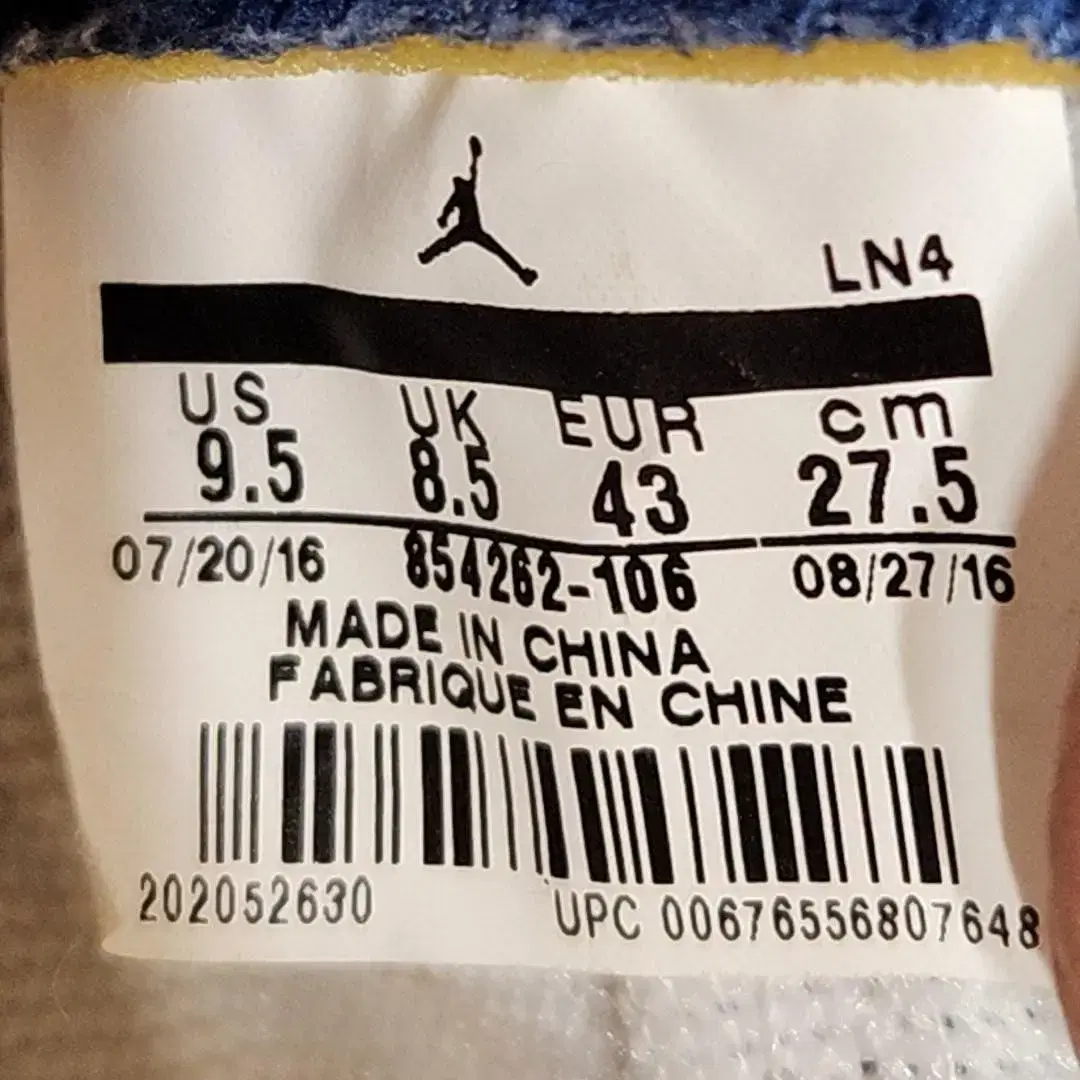 LN4
US UK EUR cm
9.5 8.5 43 27.5
07/20/16 854262-106 08/27/16
MADE IN CHINA
FABRIQUE EN CHINE
202052630 UPC 00676556807648